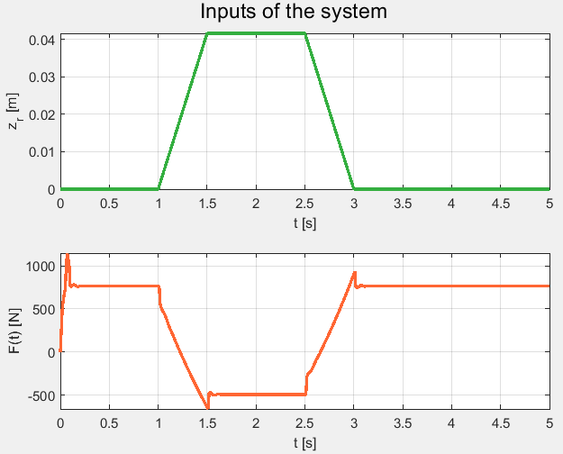 Inputs of the system
0.04
0.03
0.02
0.01
0
z_r [m]
0 0.5 1 1.5 2 2.5 3 3.5 4 4.5 5
t [s]
1000
500
0
-500
F(t) [N]
0 0.5 1 1.5 2 2.5 3 3.5 4 4.5 5
t [s]